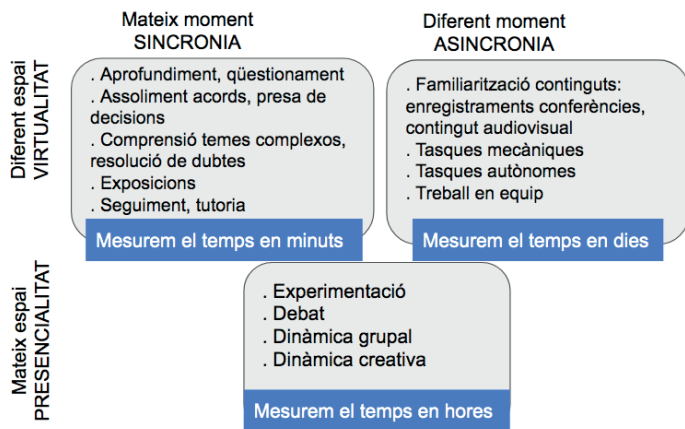 Mateix moment
SINCRONIA
Diferent moment
ASINCRONIA
Diferent espai
VIRTUALITAT
. Aprofundiment, qüestionament
. Assoliment acords, presa de
decisions
. Comprensió temes complexos,
resolució de dubtes
. Exposicions
. Seguiment, tutoria
Mesurem el temps en minuts
. Familiarització continguts:
enregistraments conferències,
contingut audiovisual
. Tasques mecàniques
. Tasques autònomes
. Treball en equip
Mesurem el temps en dies
Mateix espai
PRESENCIALITAT
. Experimentació
. Debat
. Dinàmica grupal
. Dinàmica creativa
Mesurem el temps en hores